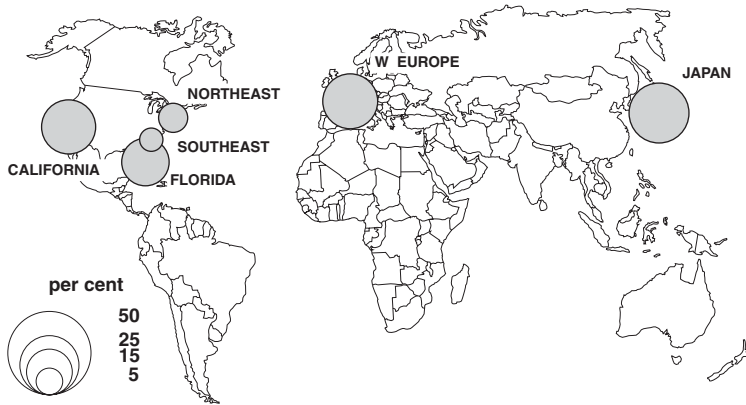 W EUROPE
JAPAN
NORTHEAST
SOUTHEAST
CALIFORNIA
FLORIDA
per cent
50
25
15
5